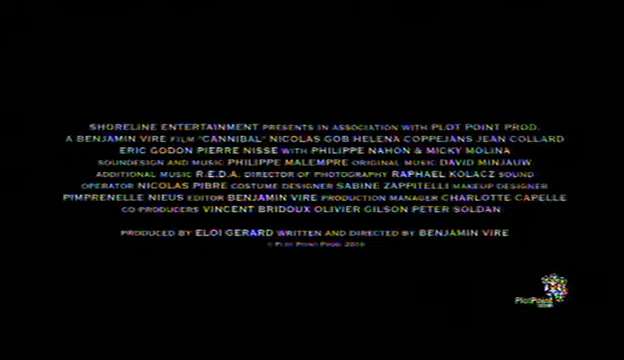 SHORELINE ENTERTAINMENT PRESENTS IN ASSOCIATION WITH PLOT POINT PROD.
A BENJAMIN VIRE FILM "CANNIBAL" NICOLAS GOB HELENA COPPEJANS JEAN COLLARD
ERIC GODON PIERRE NISSE WITH PHILIPPE NAHON & MICKY MOLINA
SOUNDESIGN AND MUSIC PHILIPPE MALEMPRE ORIGINAL MUSIC DAVID MINJAUW
ADDITIONAL MUSIC R.E.D.A. DIRECTOR OF PHOTOGRAPHY RAPHAEL KOLACZ SOUND
OPERATOR NICOLAS PIBRE COSTUME DESIGNER SABINE ZAPPITELLI MAKEUP DESIGNER
PIMPRENELLE NIEUS EDITOR BENJAMIN VIRE PRODUCTION MANAGER CHARLOTTE CAPELLE
CO-PRODUCERS VINCENT BRIDOUX OLIVIER GILSON PETER SOLDAN
PRODUCED BY ELOI GERARD WRITTEN AND DIRECTED BY BENJAMIN VIRE
© PLOT POINT PROD.
PlotPoint